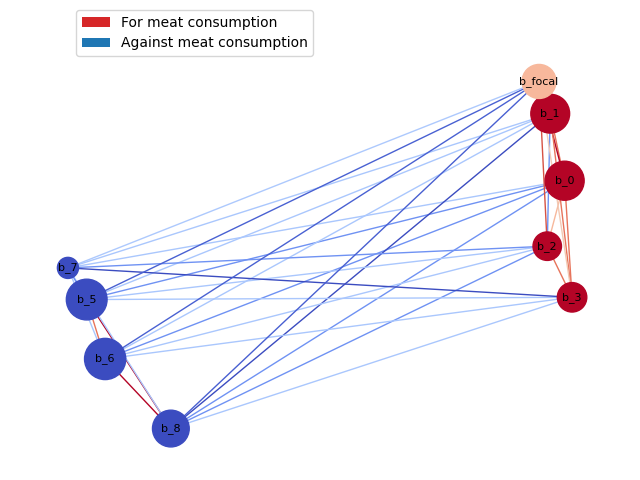 For meat consumption
Against meat consumption
b_focal
b_1
b_0
b_2
b_7
b_3
b_5
b_6
b_8